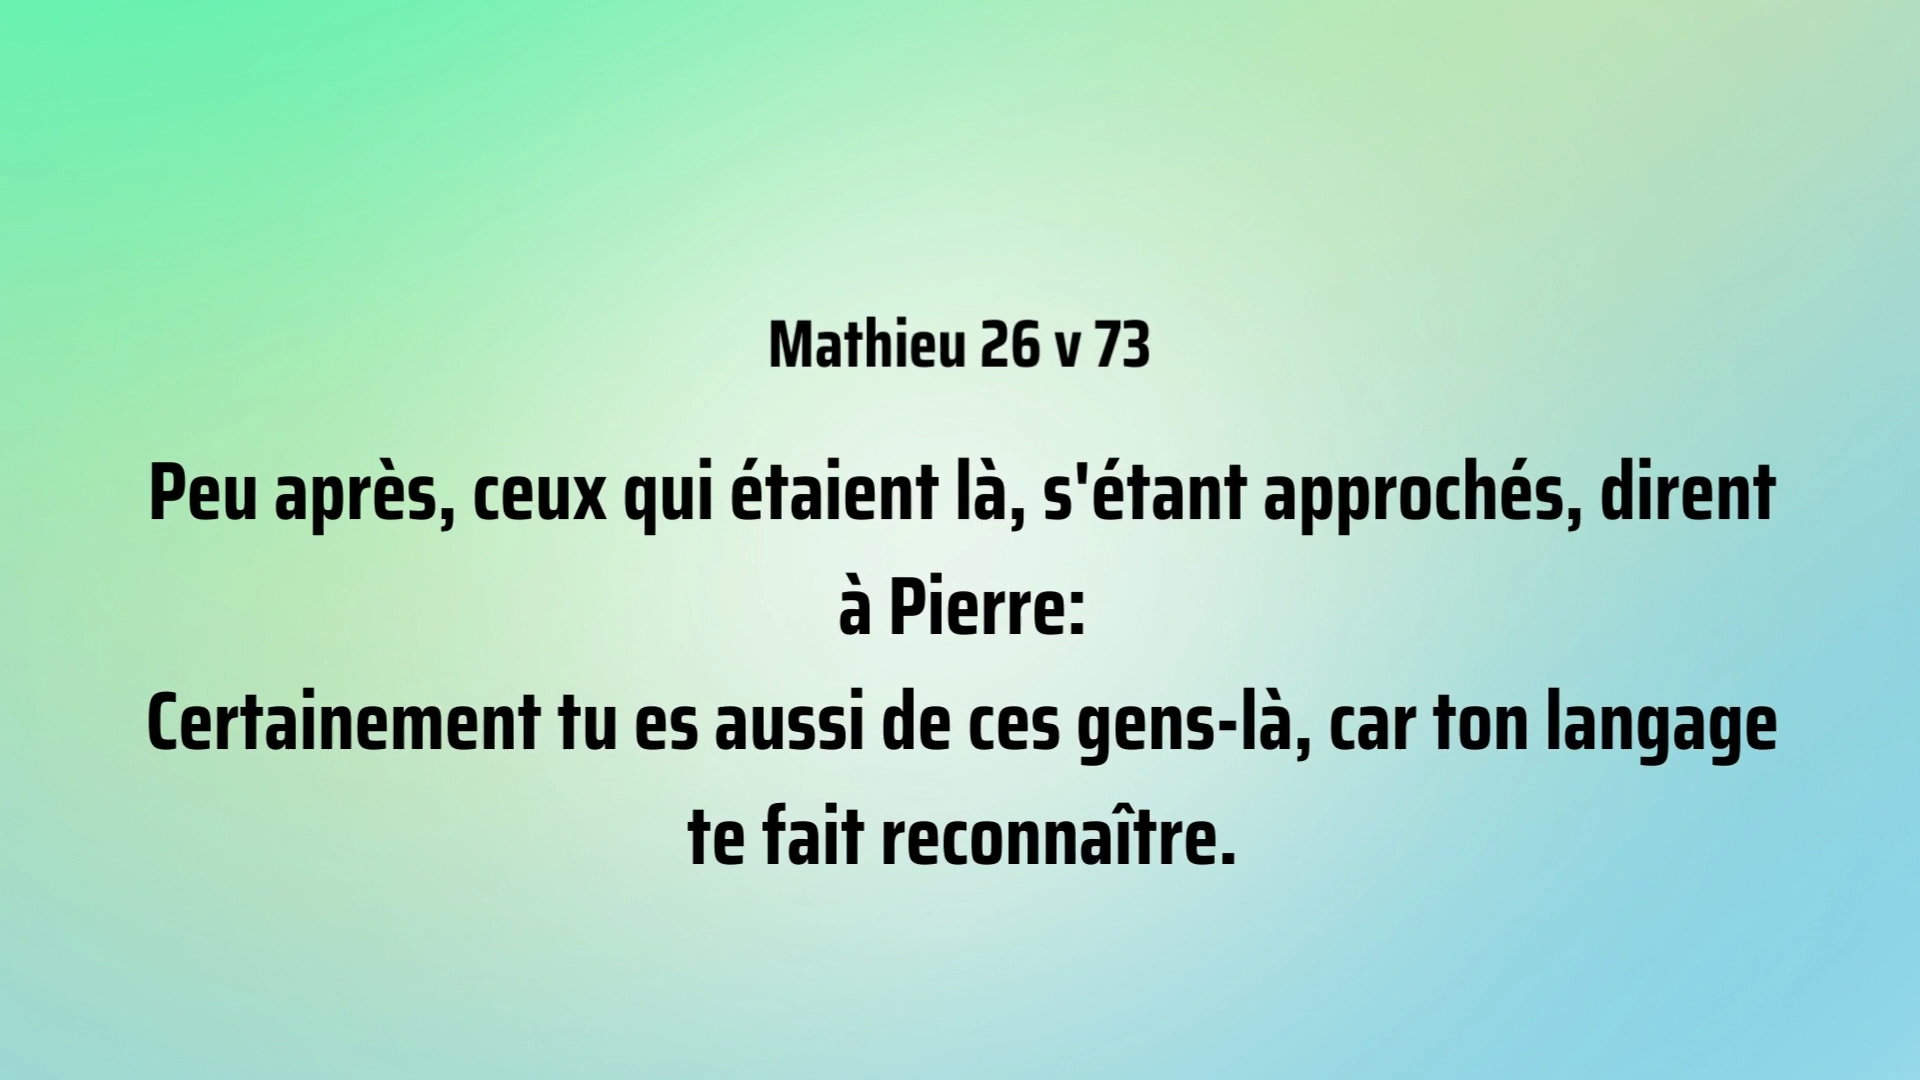 Mathieu 26 v 73
Peu après, ceux qui étaient là, s'étant approchés, dirent
à Pierre:
Certainement tu es aussi de ces gens-là, car ton langage
te fait reconnaître.